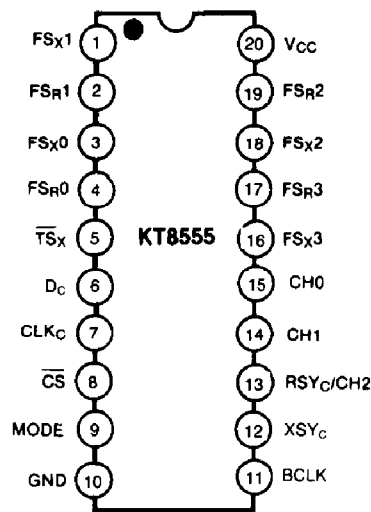 FSX1 1 20 VCC
FSR1 2 19 FSR2
FSX0 3 18 FSX2
FSR0 4 17 FSR3
TSX 5 KT8555 16 FSX3
DC 6 15 CH0
CLKC 7 14 CH1
CS 8 13 RSYC/CH2
MODE 9 12 XSYC
GND 10 11 BCLK